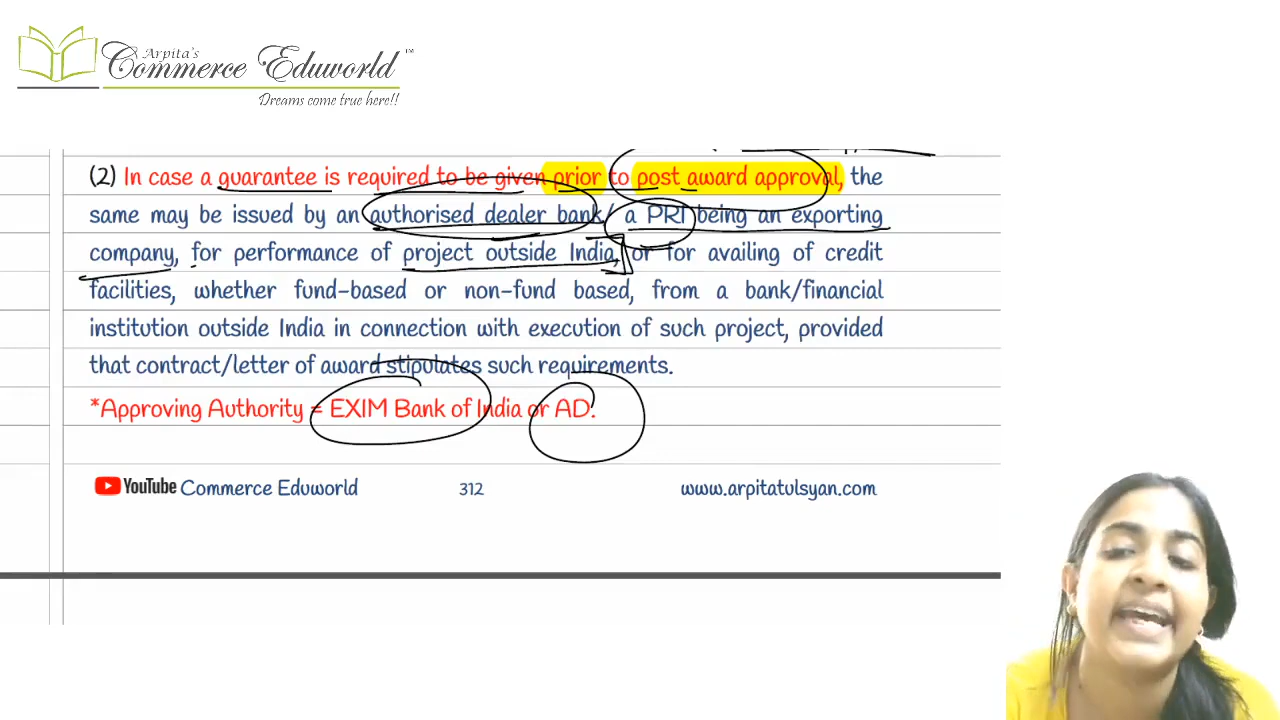 Arpita's
Commerce Eduworld™
Dreams come true here!!
(2) In case a guarantee is required to be given prior to post award approval, the
same may be issued by an authorised dealer bank/ a PRI being an exporting
company, for performance of project outside India, or for availing of credit
facilities, whether fund-based or non-fund based, from a bank/financial
institution outside India in connection with execution of such project, provided
that contract/letter of award stipulates such requirements.
*Approving Authority = EXIM Bank of India or AD.
YouTube Commerce Eduworld 312 www.arpitatulsyan.com